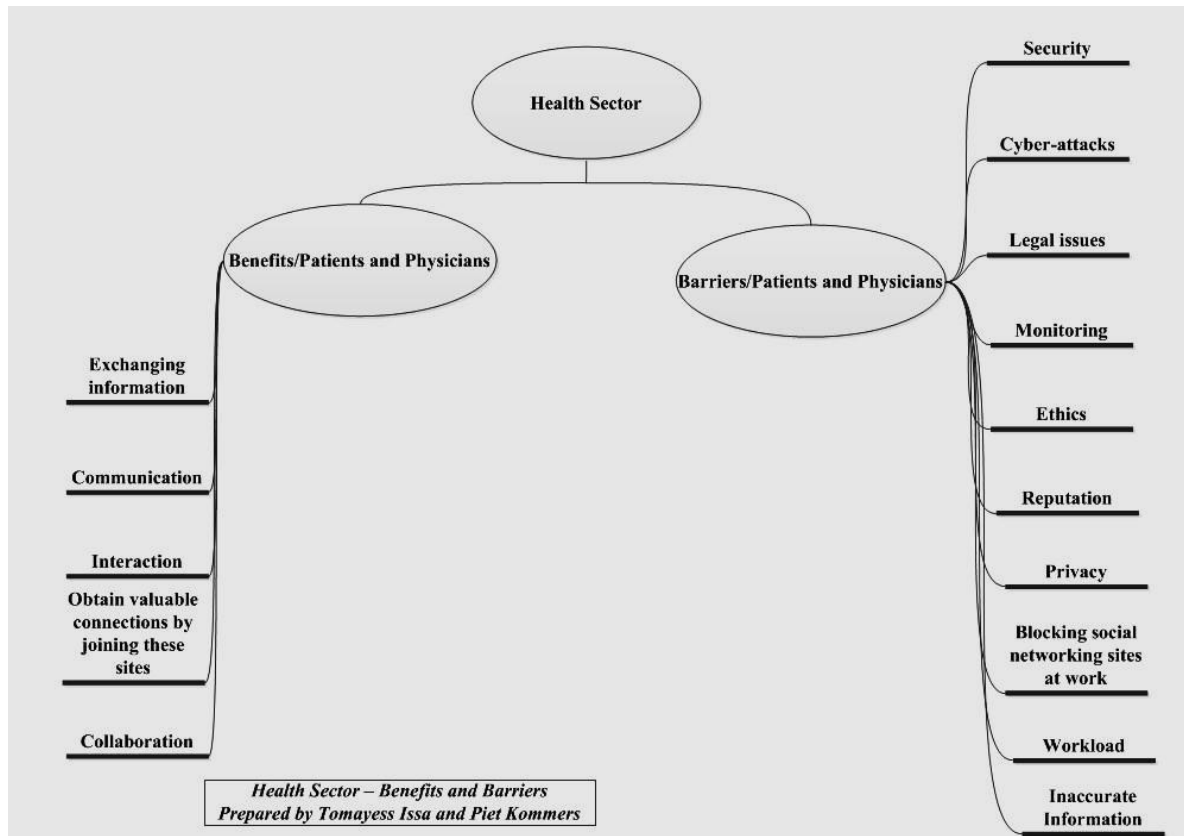 Health Sector
Benefits/Patients and Physicians
Exchanging
information
Communication
Interaction
Obtain valuable
connections by
joining these
sites
Collaboration
Barriers/Patients and Physicians
Security
Cyber-attacks
Legal issues
Monitoring
Ethics
Reputation
Privacy
Blocking social
networking sites
at work
Workload
Inaccurate
Information
Health Sector – Benefits and Barriers
Prepared by Tomayess Issa and Piet Kommers